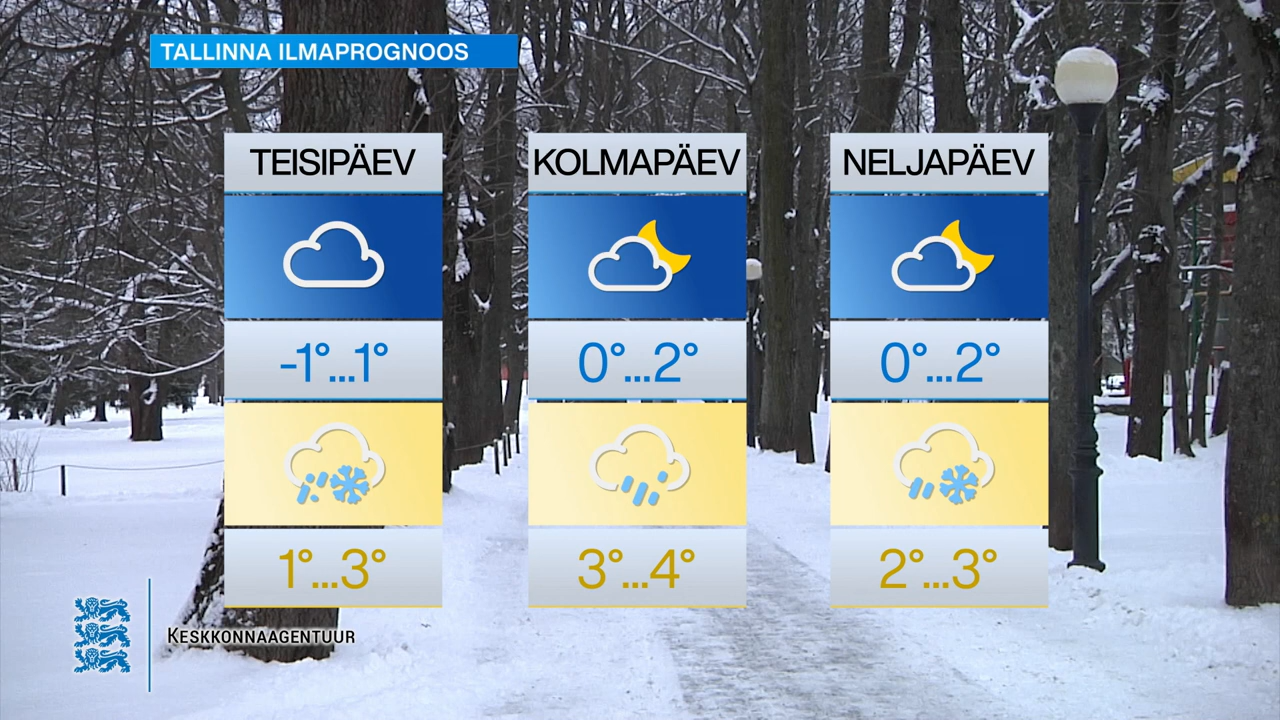 TALLINNA ILMAPROGNOOS
TEISIPÄEV
-1°...1°
1°...3°
KOLMAPÄEV
0°...2°
3°...4°
NELJAPÄEV
0°...2°
2°...3°
KESKKONNAAGENTUUR